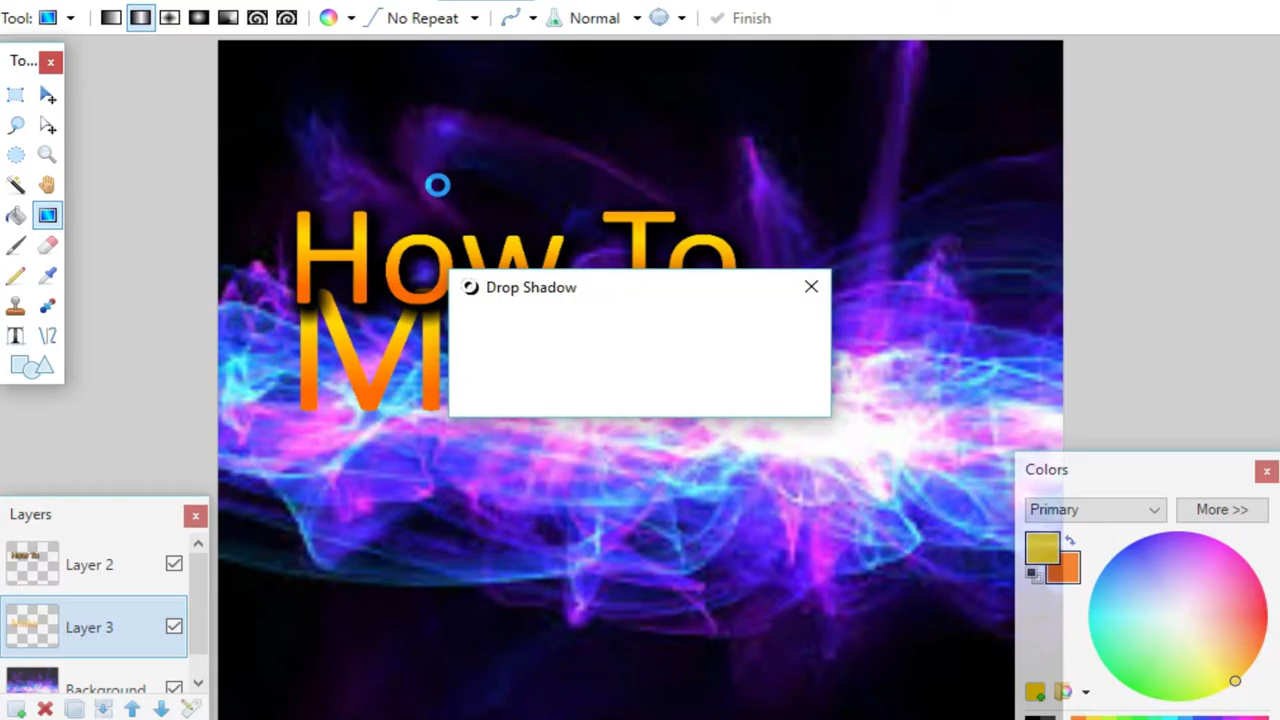 Tool:
No Repeat
Normal
Finish
To...
How To
M
Drop Shadow
Layers
Layer 2
Layer 3
Background
Colors
Primary
More >>